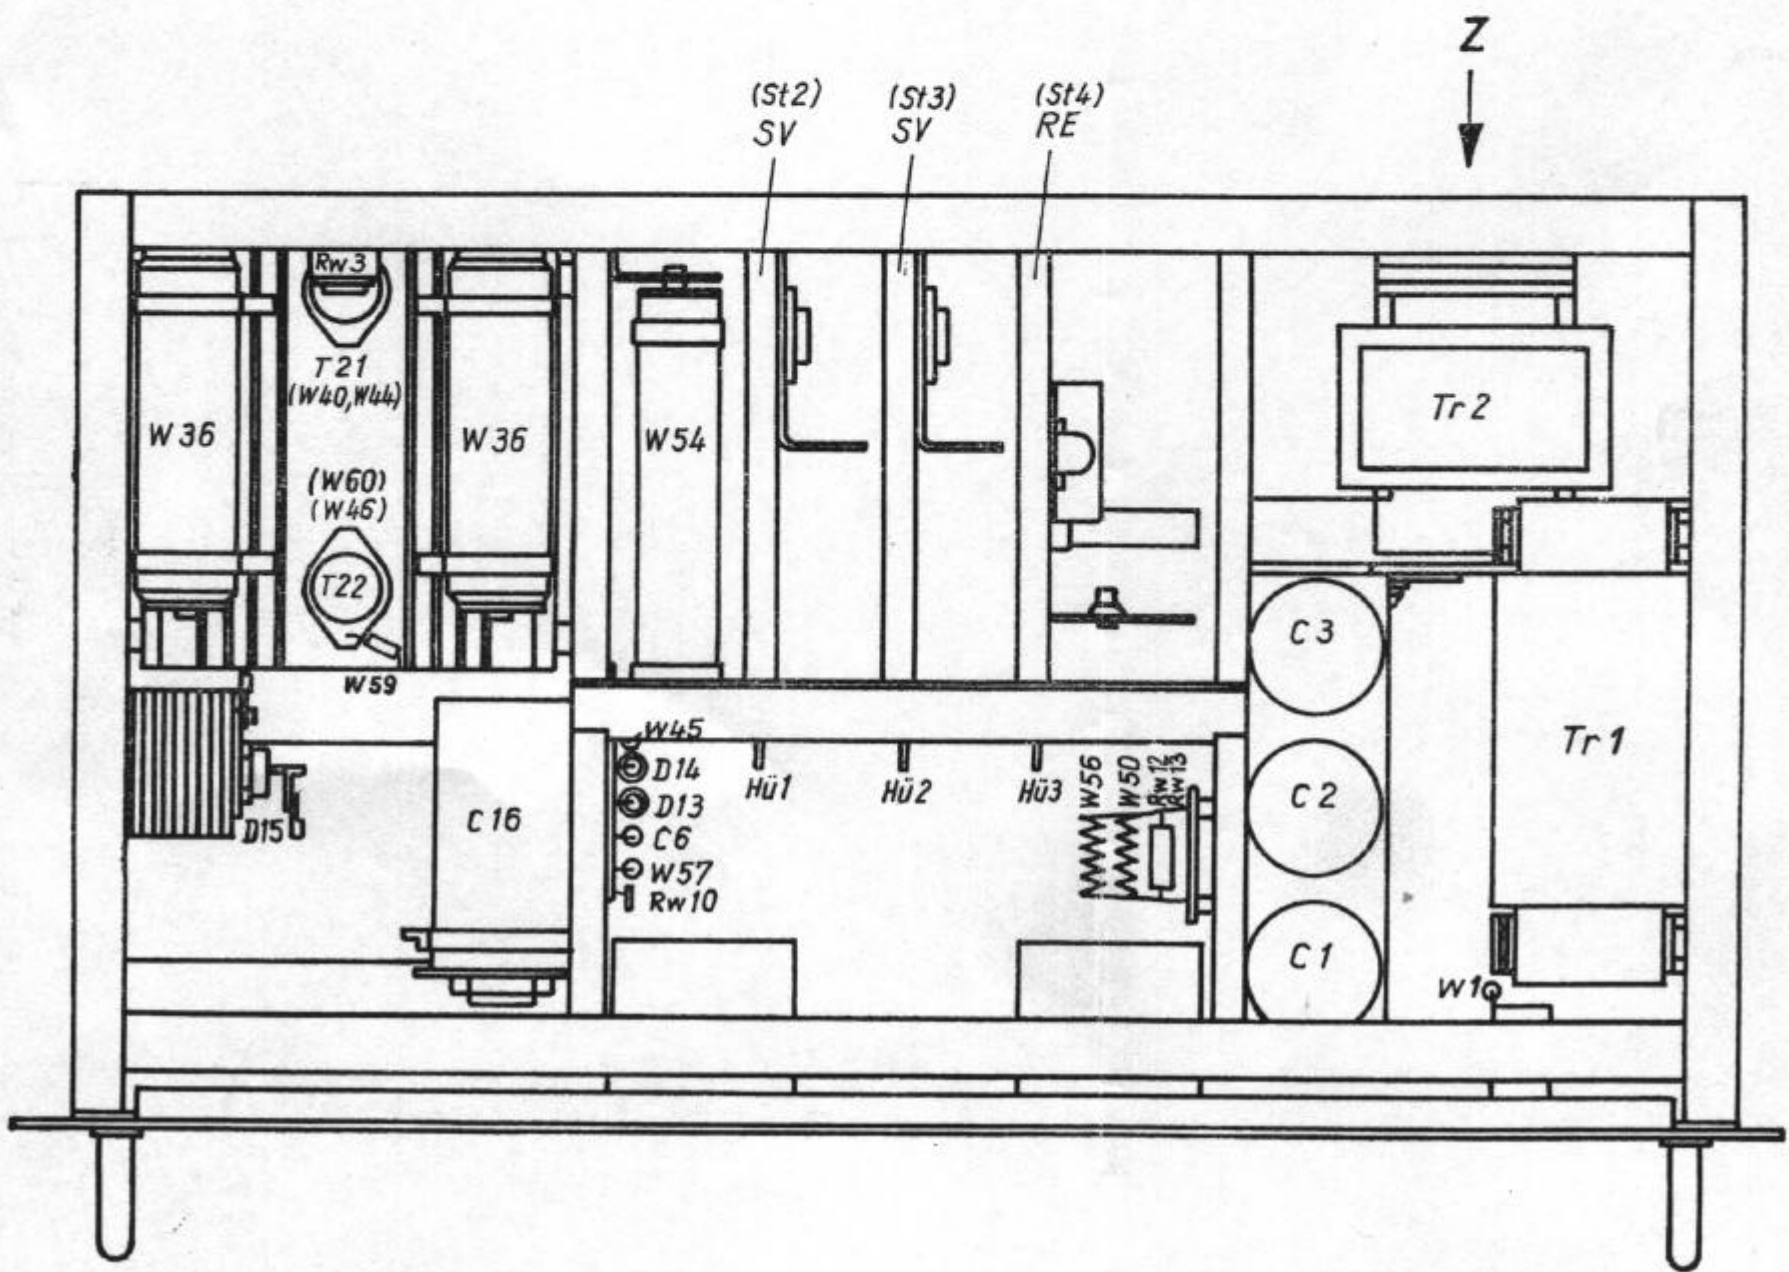 Z
(St2)
SV
(St3)
SV
(St4)
RE
Rw3
T21
(W40,W44)
W36
W36
W54
Tr2
(W60)
(W46)
T22
W59
C3
W45
D14
D13
C6
W57
Rw10
Hü1
Hü2
Hü3
W56
W50
Rw12
Rw13
D15
C16
C2
Tr1
C1
W1